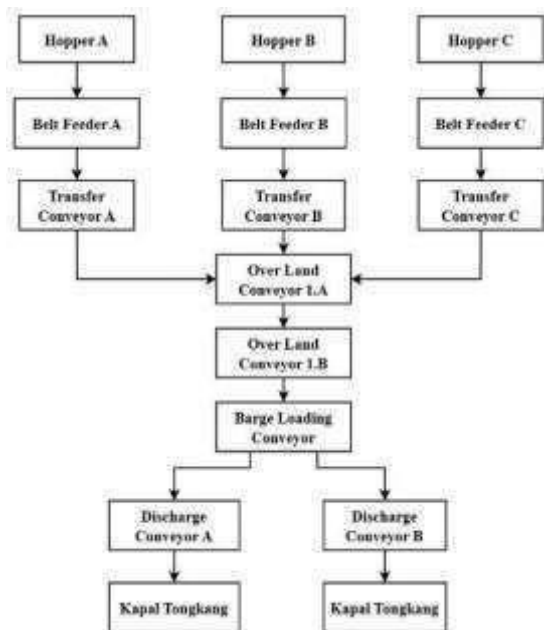 Hopper A
Hopper B
Hopper C
Belt Feeder A
Belt Feeder B
Belt Feeder C
Transfer
Conveyor A
Transfer
Conveyor B
Transfer
Conveyor C
Over Land
Conveyor 1.A
Over Land
Conveyor 1.B
Barge Loading
Conveyor
Discharge
Conveyor A
Discharge
Conveyor B
Kapal Tongkang
Kapal Tongkang